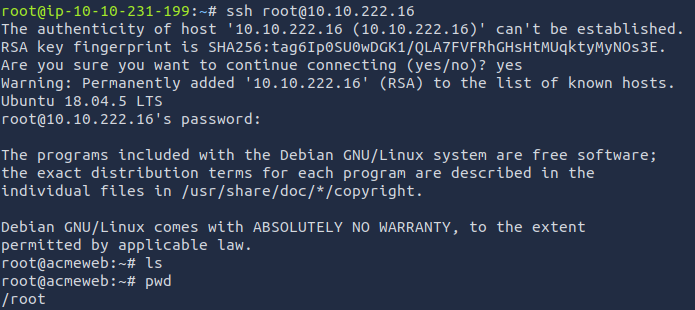 root@ip-10-10-231-199:~# ssh root@10.10.222.16
The authenticity of host '10.10.222.16 (10.10.222.16)' can't be established.
RSA key fingerprint is SHA256:tag6Ip0SU0wDGK1/QLA7FVFRhGHsHtMUqktyMyNOs3E.
Are you sure you want to continue connecting (yes/no)? yes
Warning: Permanently added '10.10.222.16' (RSA) to the list of known hosts.
Ubuntu 18.04.5 LTS
root@10.10.222.16's password:
The programs included with the Debian GNU/Linux system are free software;
the exact distribution terms for each program are described in the
individual files in /usr/share/doc/*/copyright.
Debian GNU/Linux comes with ABSOLUTELY NO WARRANTY, to the extent
permitted by applicable law.
root@acmeweb:~# ls
root@acmeweb:~# pwd
/root